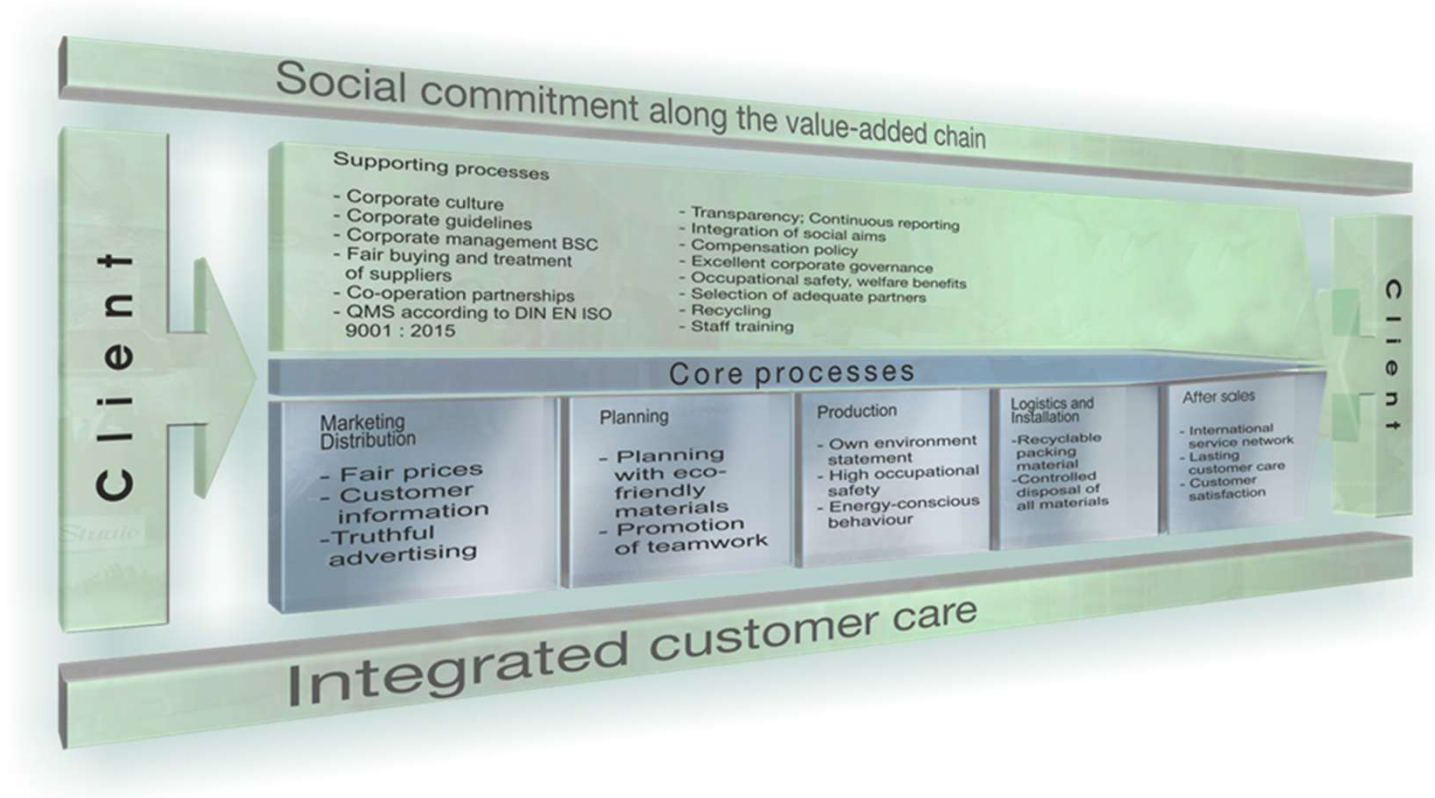 Social commitment along the value-added chain
Client
Supporting processes
- Corporate culture
- Corporate guidelines
- Corporate management BSC
- Fair buying and treatment
of suppliers
- Co-operation partnerships
- QMS according to DIN EN ISO
9001 : 2015
- Transparency; Continuous reporting
- Integration of social aims
- Compensation policy
- Excellent corporate governance
- Occupational safety, welfare benefits
- Selection of adequate partners
- Recycling
- Staff training
Core processes
Marketing
Distribution
- Fair prices
- Customer
information
-Truthful
advertising
Planning
- Planning
with eco-
friendly
materials
- Promotion
of teamwork
Production
- Own environment
statement
- High occupational
safety
- Energy-conscious
behaviour
Logistics and
Installation
-Recyclable
packing
material
-Controlled
disposal of
all materials
After sales
- International
service network
- Lasting
customer care
- Customer
satisfaction
Client
Integrated customer care